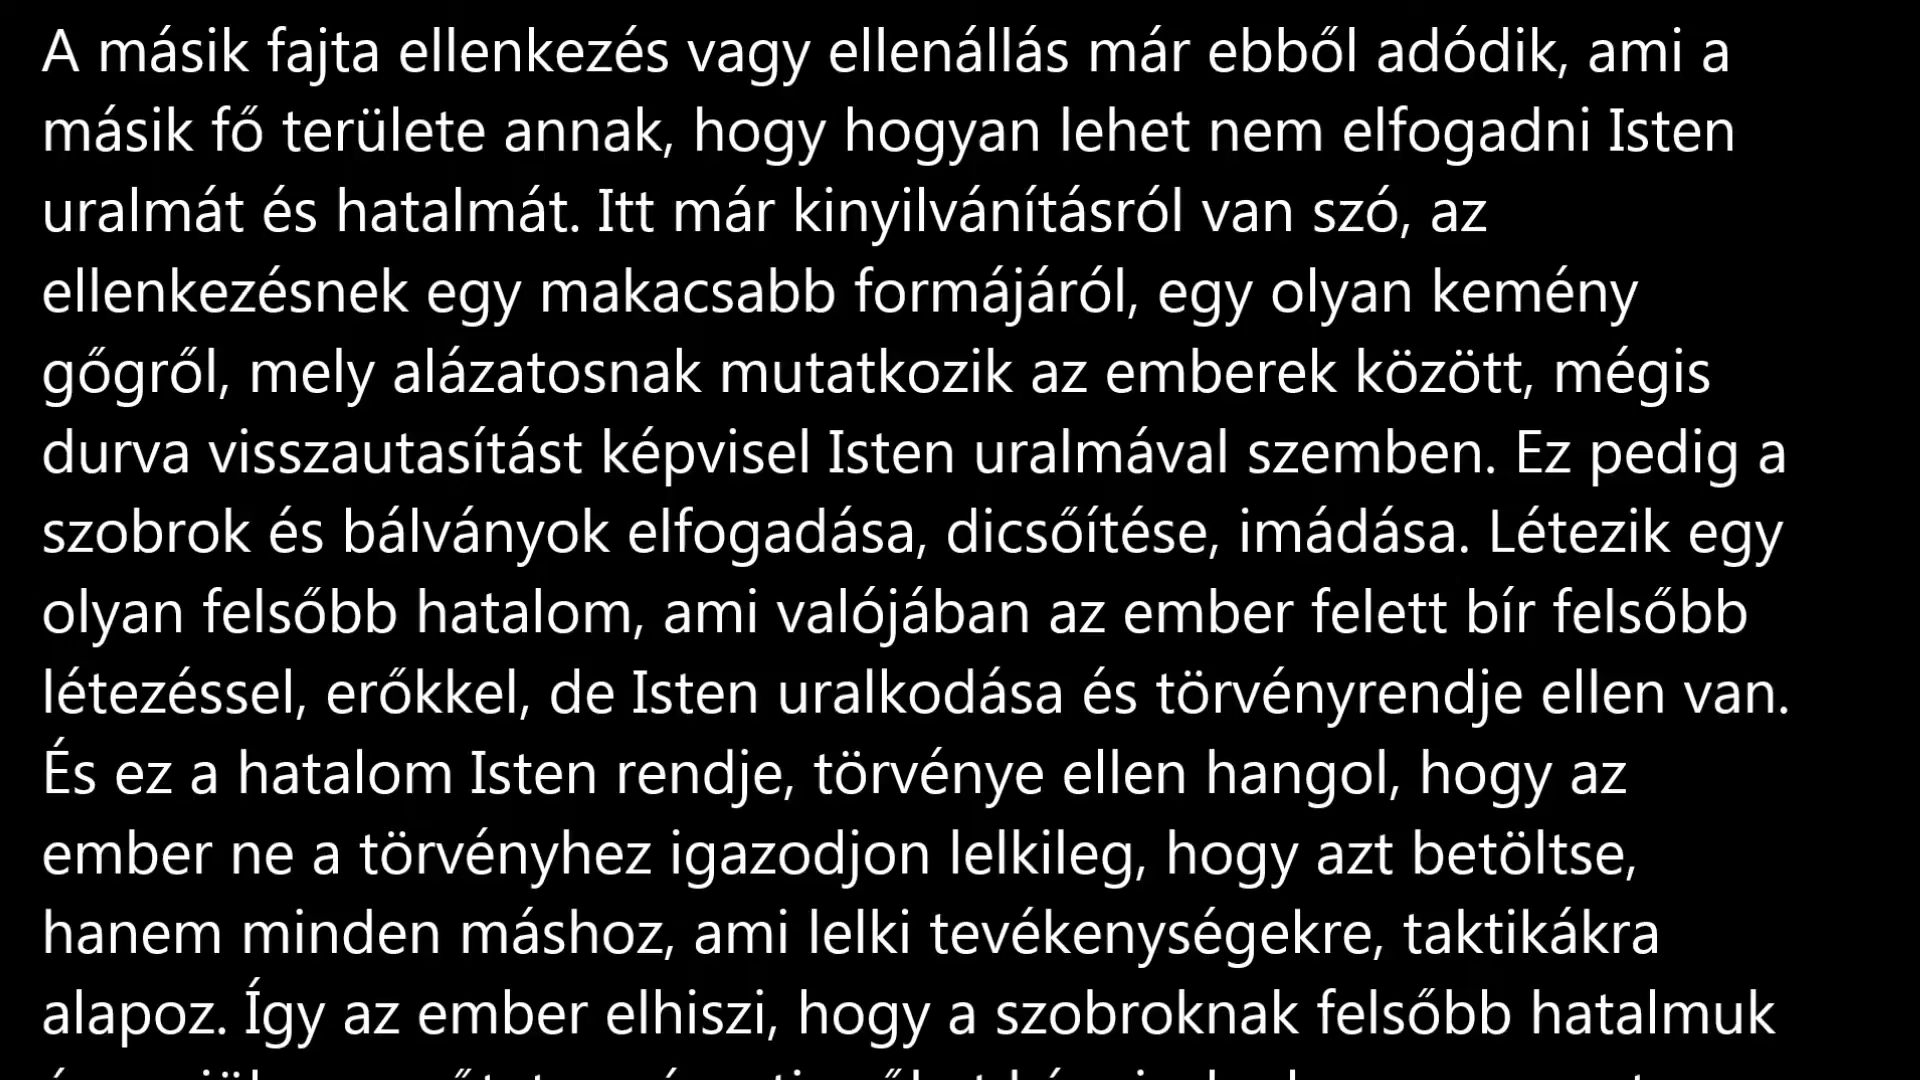 A másik fajta ellenkezés vagy ellenállás már ebből adódik, ami a
másik fő területe annak, hogy hogyan lehet nem elfogadni Isten
uralmát és hatalmát. Itt már kinyilvánításról van szó, az
ellenkezésnek egy makacsabb formájáról, egy olyan kemény
gőgről, mely alázatosnak mutatkozik az emberek között, mégis
durva visszautasítást képvisel Isten uralmával szemben. Ez pedig a
szobrok és bálványok elfogadása, dicsőítése, imádása. Létezik egy
olyan felsőbb hatalom, ami valójában az ember felett bír felsőbb
létezéssel, erőkkel, de Isten uralkodása és törvényrendje ellen van.
És ez a hatalom Isten rendje, törvénye ellen hangol, hogy az
ember ne a törvényhez igazodjon lelkileg, hogy azt betöltse,
hanem minden máshoz, ami lelki tevékenységekre, taktikákra
alapoz. Így az ember elhiszi, hogy a szobroknak felsőbb hatalmuk